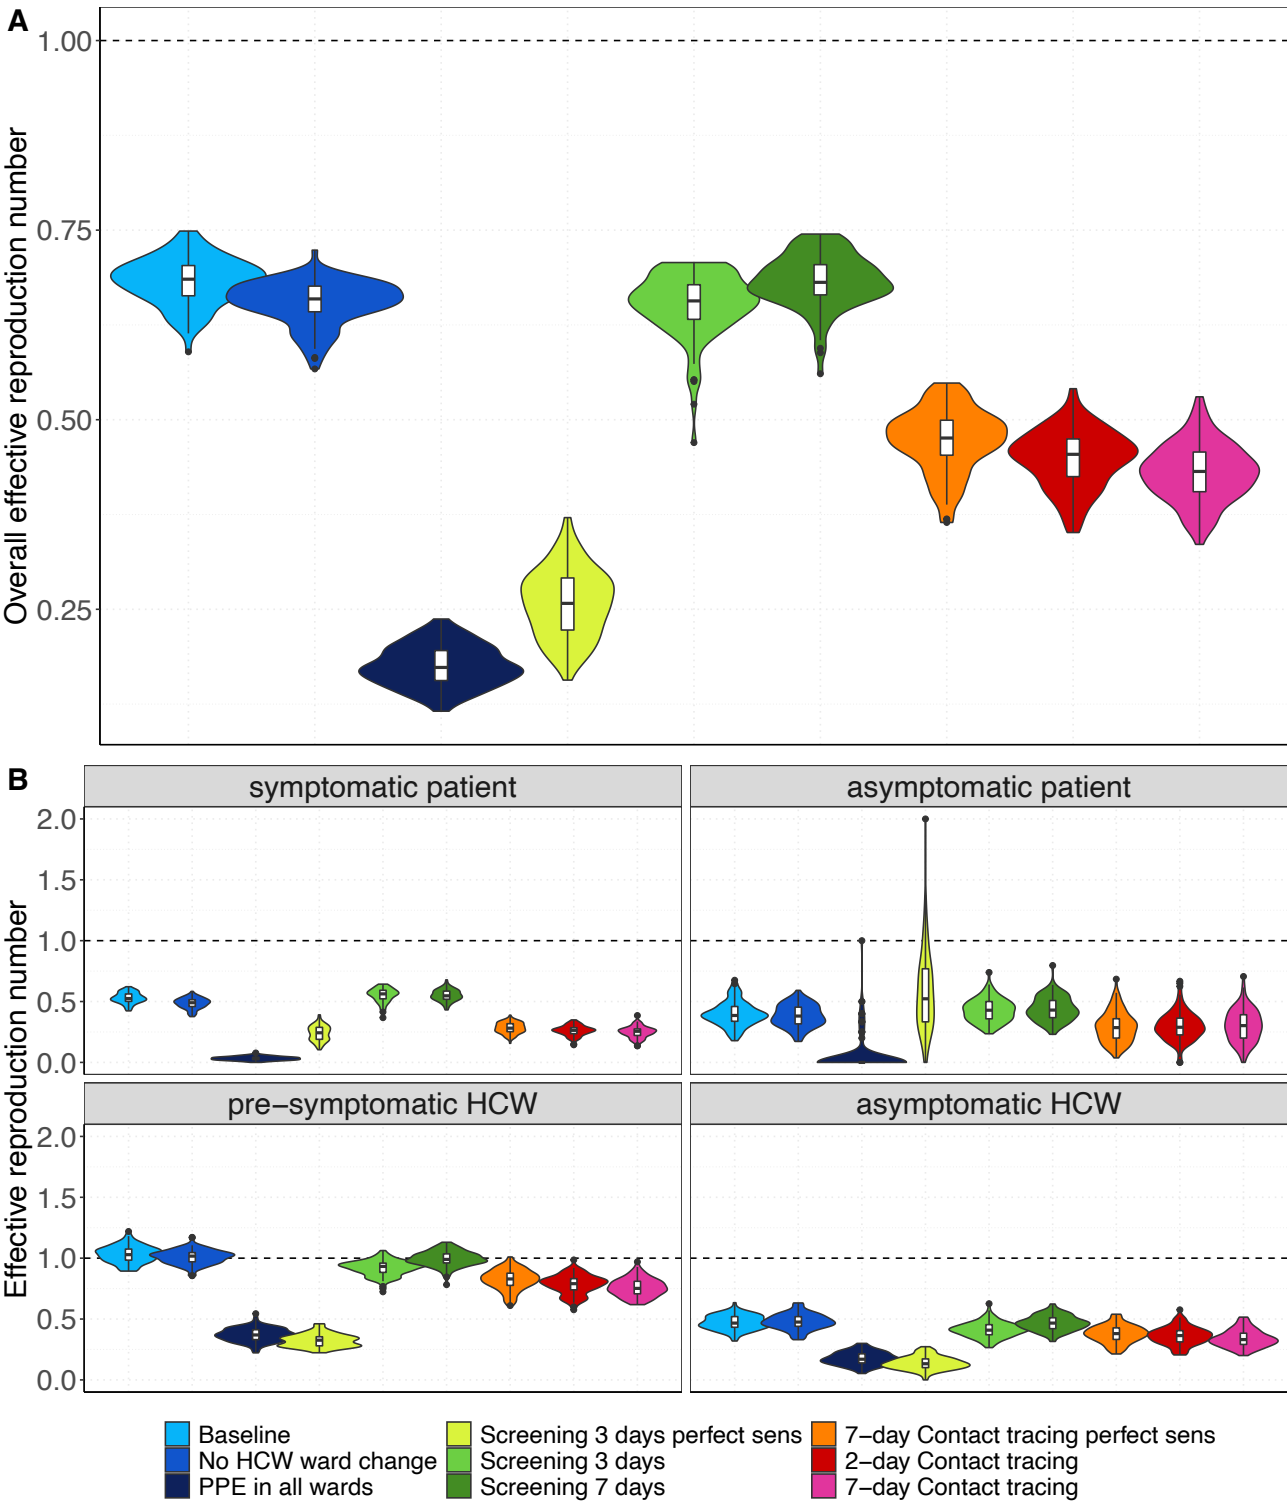 A
1.00
0.75
0.50
0.25
Overall effective reproduction number
B
symptomatic patient
asymptomatic patient
2.0
1.5
1.0
0.5
0.0
pre−symptomatic HCW
asymptomatic HCW
2.0
1.5
1.0
0.5
0.0
Effective reproduction number
Baseline
No HCW ward change
PPE in all wards
Screening 3 days perfect sens
Screening 3 days
Screening 7 days
7−day Contact tracing perfect sens
2−day Contact tracing
7−day Contact tracing